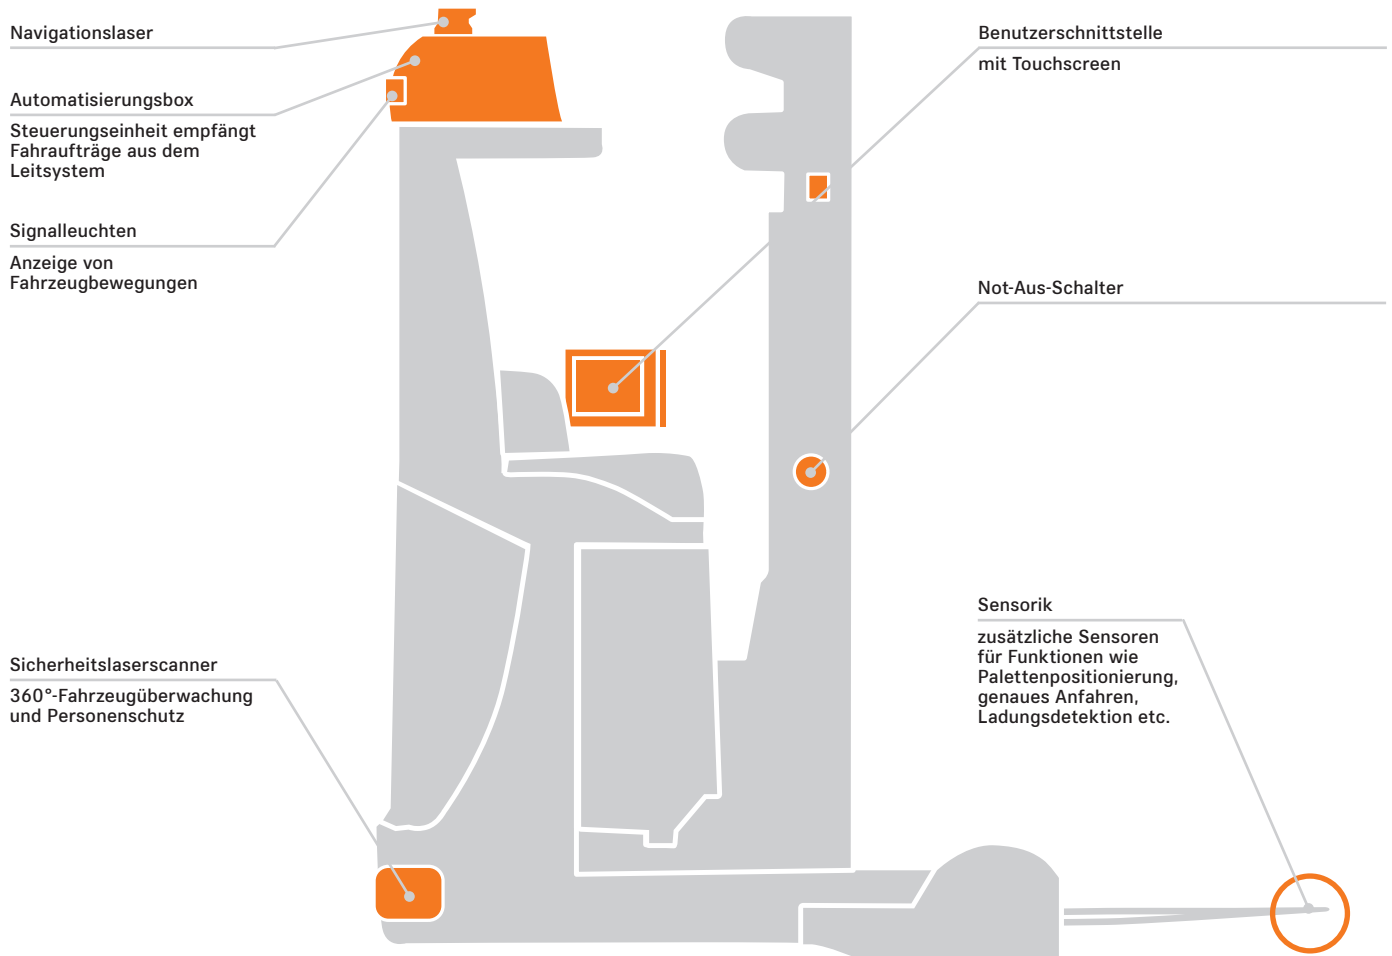 Navigationslaser
Automatisierungsbox
Steuerungseinheit empfängt
Fahraufträge aus dem
Leitsystem
Signalleuchten
Anzeige von
Fahrzeugbewegungen
Sicherheitslaserscanner
360°-Fahrzeugüberwachung
und Personenschutz
Benutzerschnittstelle
mit Touchscreen
Not-Aus-Schalter
Sensorik
zusätzliche Sensoren
für Funktionen wie
Palettenpositionierung,
genaues Anfahren,
Ladungsdetektion etc.